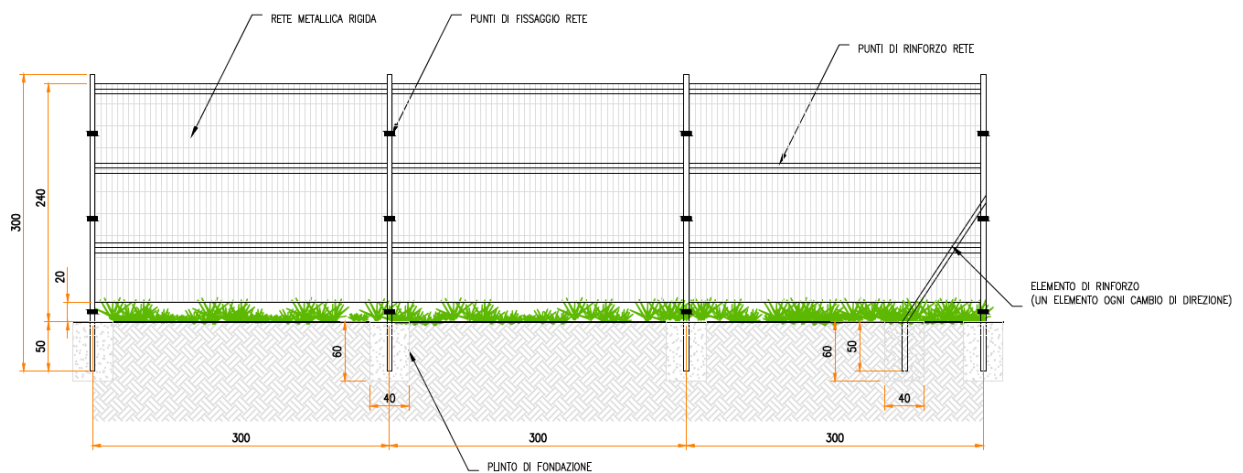 RETE METALLICA RIGIDA
PUNTI DI FISSAGGIO RETE
PUNTI DI RINFORZO RETE
300
240
20
50
60
40
60
50
40
ELEMENTO DI RINFORZO
(UN ELEMENTO OGNI CAMBIO DI DIREZIONE)
300
300
300
PLINTO DI FONDAZIONE